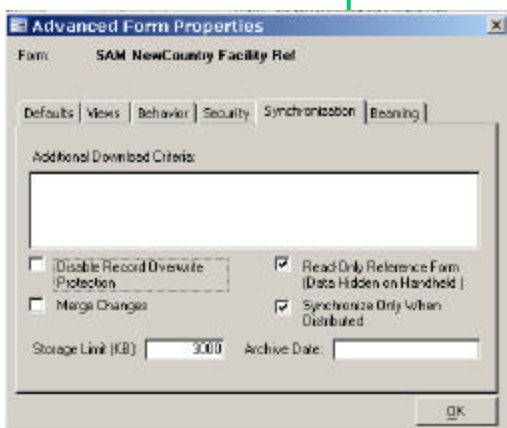 Advanced Form Properties
Form: SAM NewCountry Facility Ref
Defaults Views Behavior Security Synchronization Beaming
Additional Download Criteria:
Disable Record Overwrite Protection
Read-Only Reference Form (Data Hidden on Handheld)
Merge Changes
Synchronize Only When Distributed
Storage Limit (KB): 3000 Archive Date:
OK